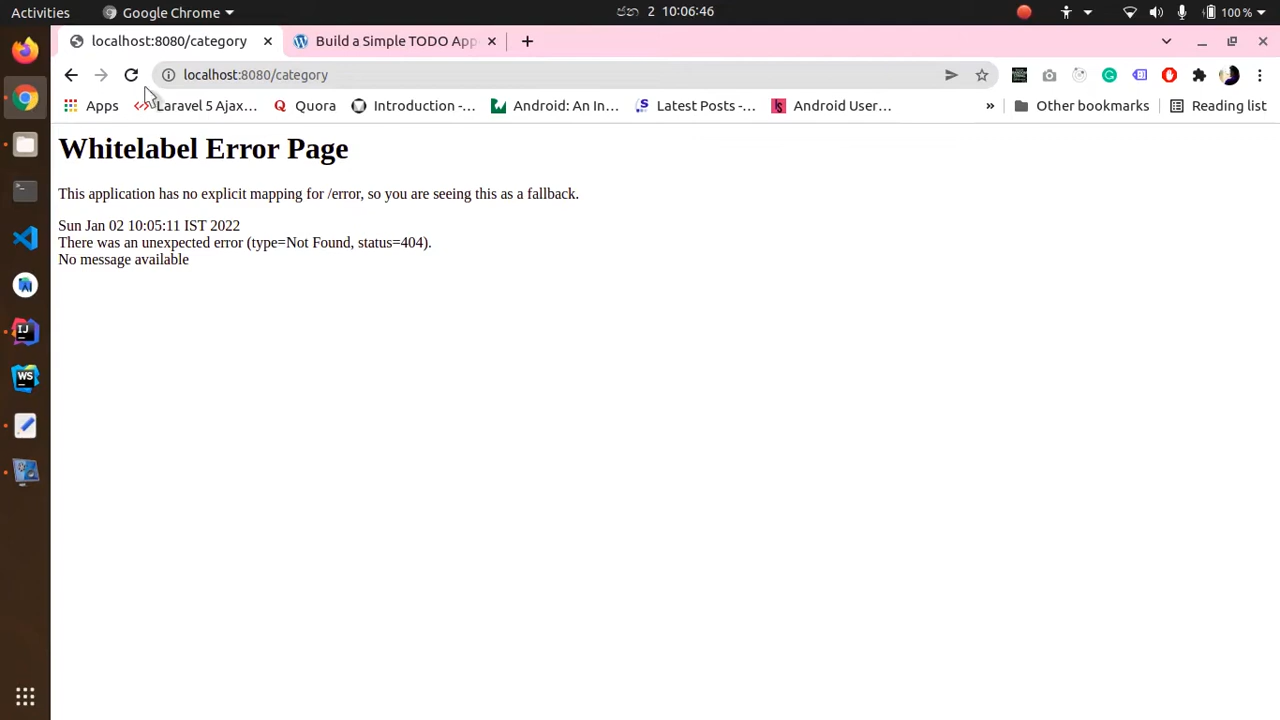 Activities
Google Chrome
ජන 2 10:06:46
100 %
localhost:8080/category
Build a Simple TODO App
localhost:8080/category
Apps
Laravel 5 Ajax...
Quora
Introduction -...
Android: An In...
Latest Posts -...
Android User...
»
Other bookmarks
Reading list
Whitelabel Error Page
This application has no explicit mapping for /error, so you are seeing this as a fallback.
Sun Jan 02 10:05:11 IST 2022
There was an unexpected error (type=Not Found, status=404).
No message available
IJ
WS